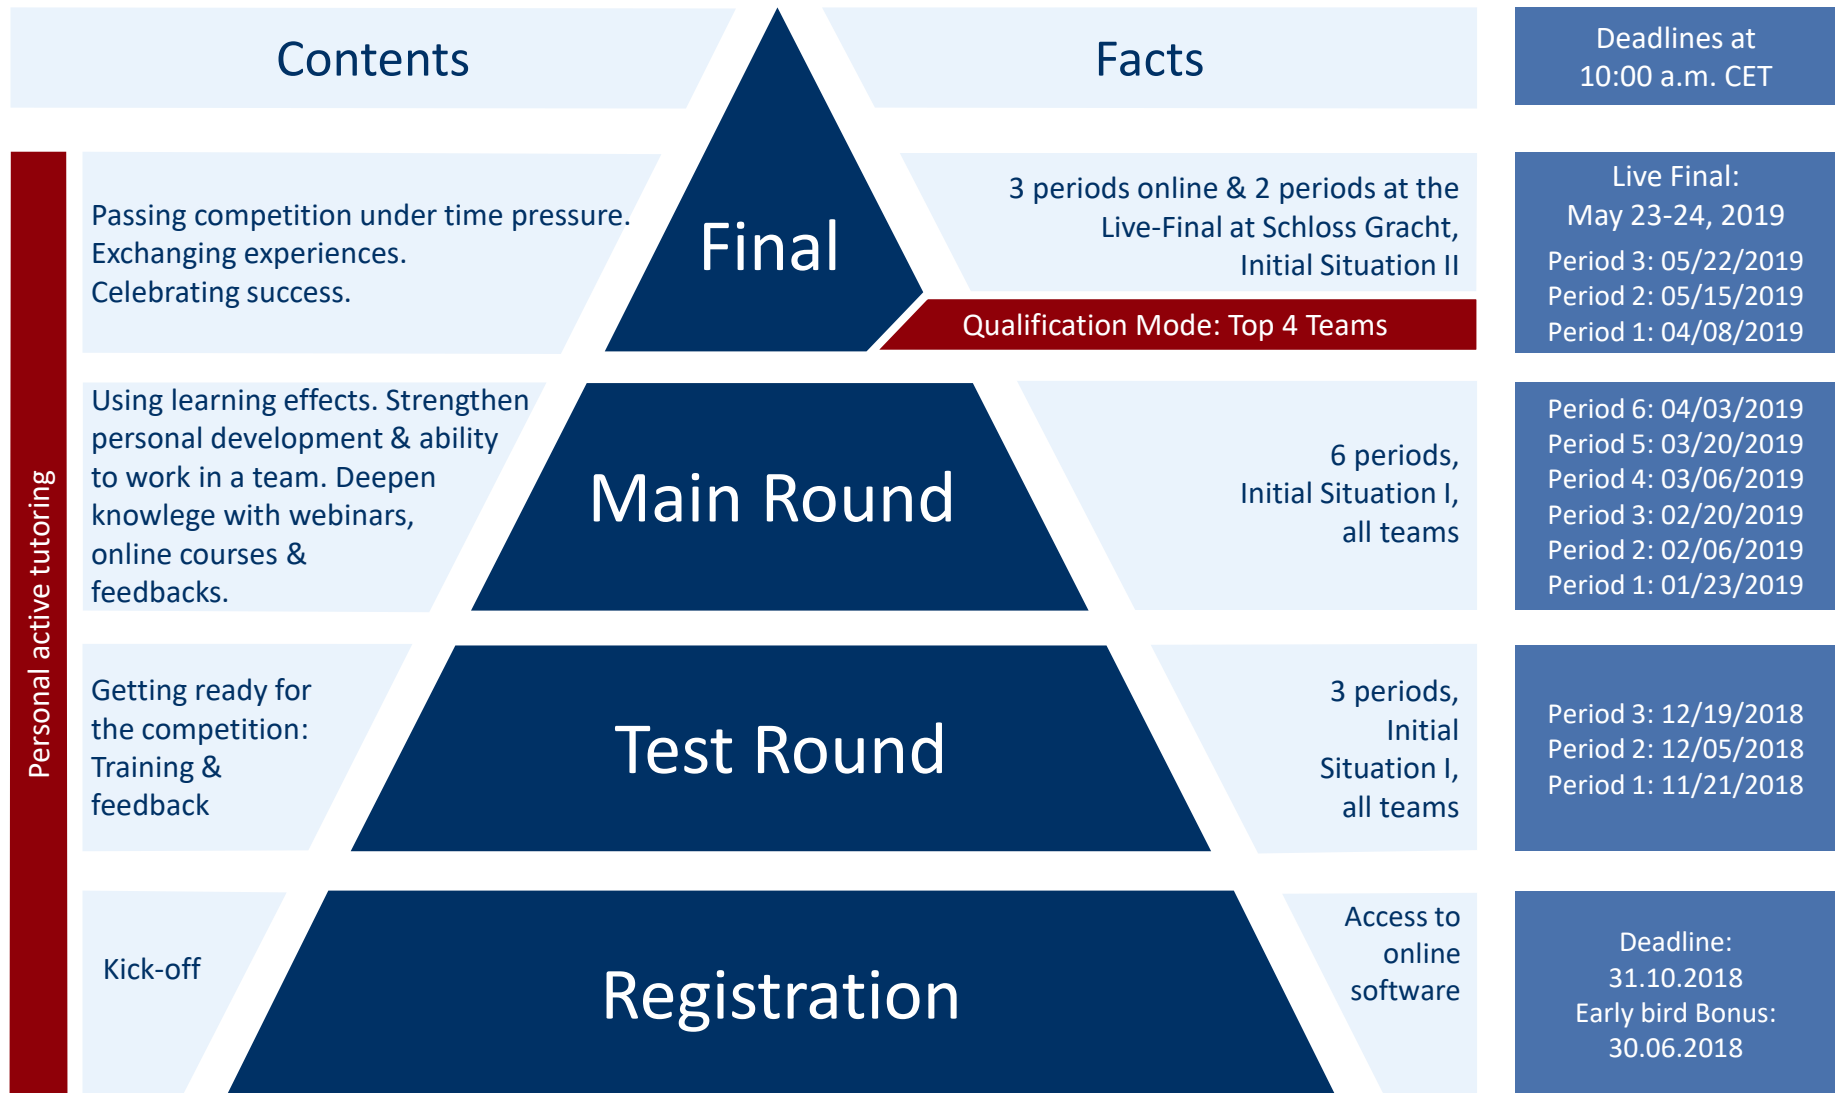 Contents
Facts
Deadlines at
10:00 a.m. CET
Personal active tutoring
Passing competition under time pressure.
Exchanging experiences.
Celebrating success.
Final
3 periods online & 2 periods at the
Live-Final at Schloss Gracht,
Initial Situation II
Qualification Mode: Top 4 Teams
Live Final:
May 23-24, 2019
Period 3: 05/22/2019
Period 2: 05/15/2019
Period 1: 04/08/2019
Using learning effects. Strengthen
personal development & ability
to work in a team. Deepen
knowlege with webinars,
online courses &
feedbacks.
Main Round
6 periods,
Initial Situation I,
all teams
Period 6: 04/03/2019
Period 5: 03/20/2019
Period 4: 03/06/2019
Period 3: 02/20/2019
Period 2: 02/06/2019
Period 1: 01/23/2019
Getting ready for
the competition:
Training &
feedback
Test Round
3 periods,
Initial
Situation I,
all teams
Period 3: 12/19/2018
Period 2: 12/05/2018
Period 1: 11/21/2018
Kick-off
Registration
Access to
online
software
Deadline:
31.10.2018
Early bird Bonus:
30.06.2018